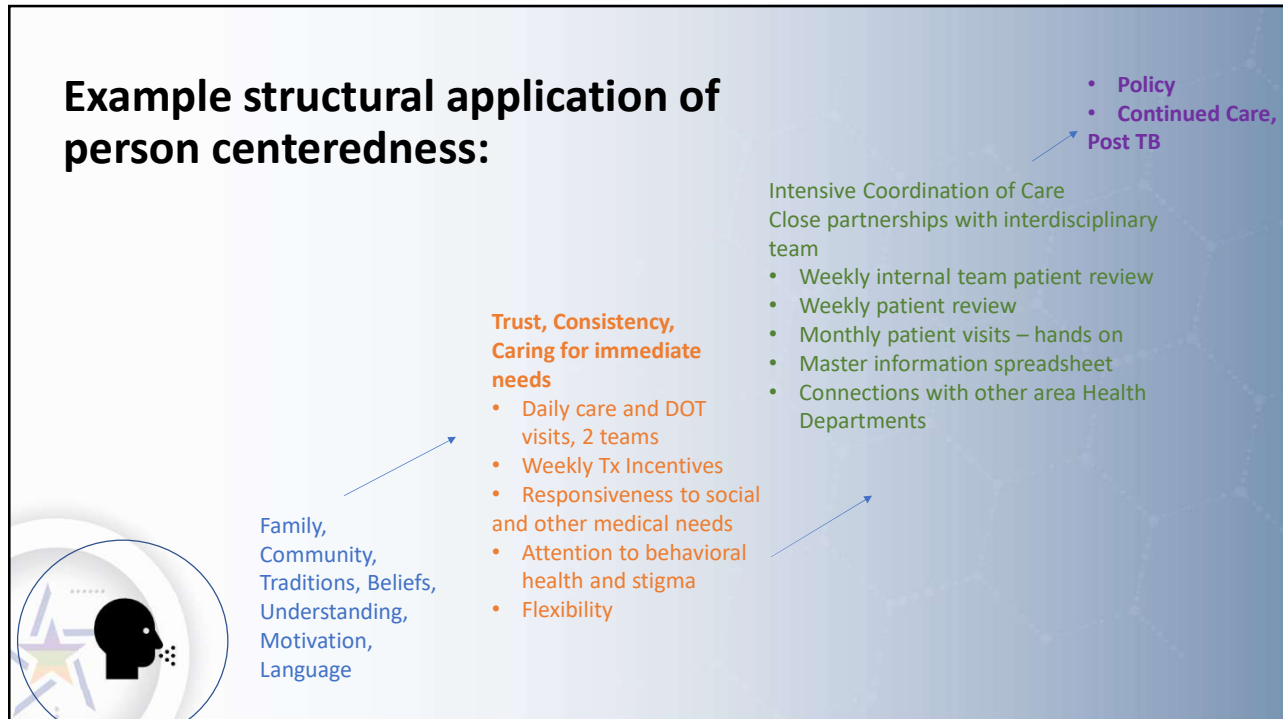 Example structural application of
person centeredness:
• Policy
• Continued Care,
Post TB
Intensive Coordination of Care
Close partnerships with interdisciplinary
team
• Weekly internal team patient review
• Weekly patient review
• Monthly patient visits – hands on
• Master information spreadsheet
• Connections with other area Health
Departments
Trust, Consistency,
Caring for immediate
needs
• Daily care and DOT
visits, 2 teams
• Weekly Tx Incentives
• Responsiveness to social
and other medical needs
• Attention to behavioral
health and stigma
• Flexibility
Family,
Community,
Traditions, Beliefs,
Understanding,
Motivation,
Language